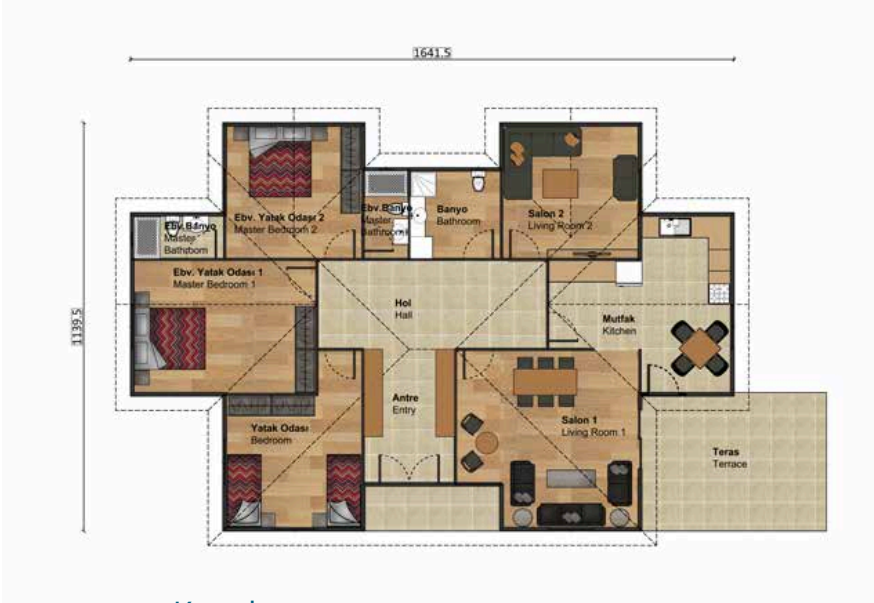 1641,5
1139,5
Ebv. Yatak Odası 2
Master Bedroom 2
Ebv.Banyo
Master
Bathroom
Banyo
Bathroom
Salon 2
Living Room 2
Ebv.Banyo
Master
Bathroom
Ebv. Yatak Odası 1
Master Bedroom 1
Hol
Hall
Mutfak
Kitchen
Antre
Entry
Yatak Odası
Bedroom
Salon 1
Living Room 1
Teras
Terrace